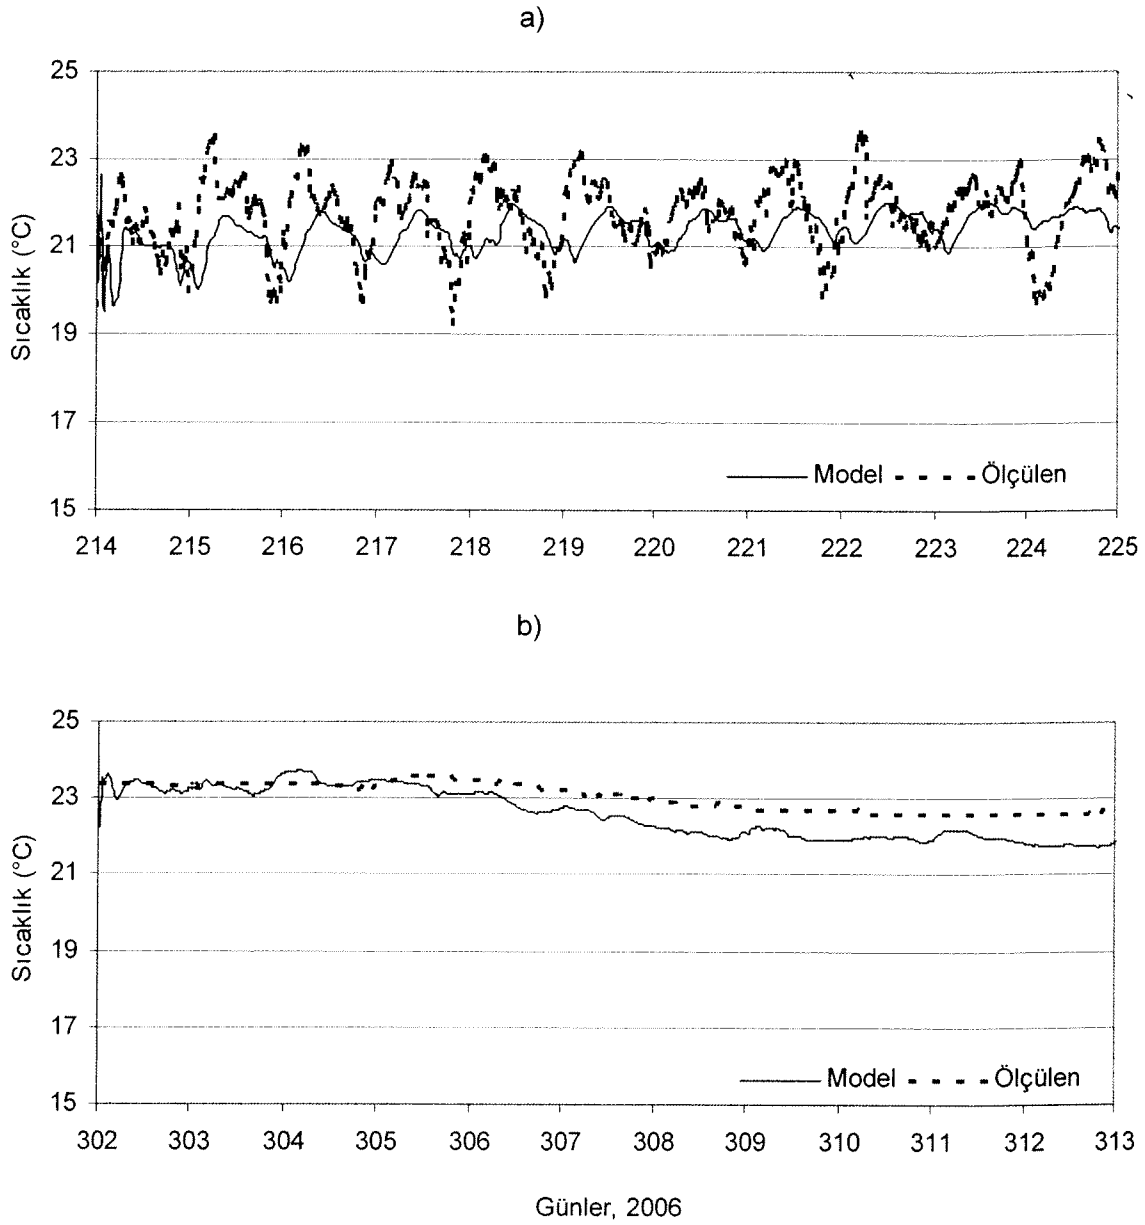 a)
Sıcaklık (°C)
25
23
21
19
17
15
Model
Ölçülen
214 215 216 217 218 219 220 221 222 223 224 225
b)
Sıcaklık (°C)
25
23
21
19
17
15
Model
Ölçülen
302 303 304 305 306 307 308 309 310 311 312 313
Günler, 2006